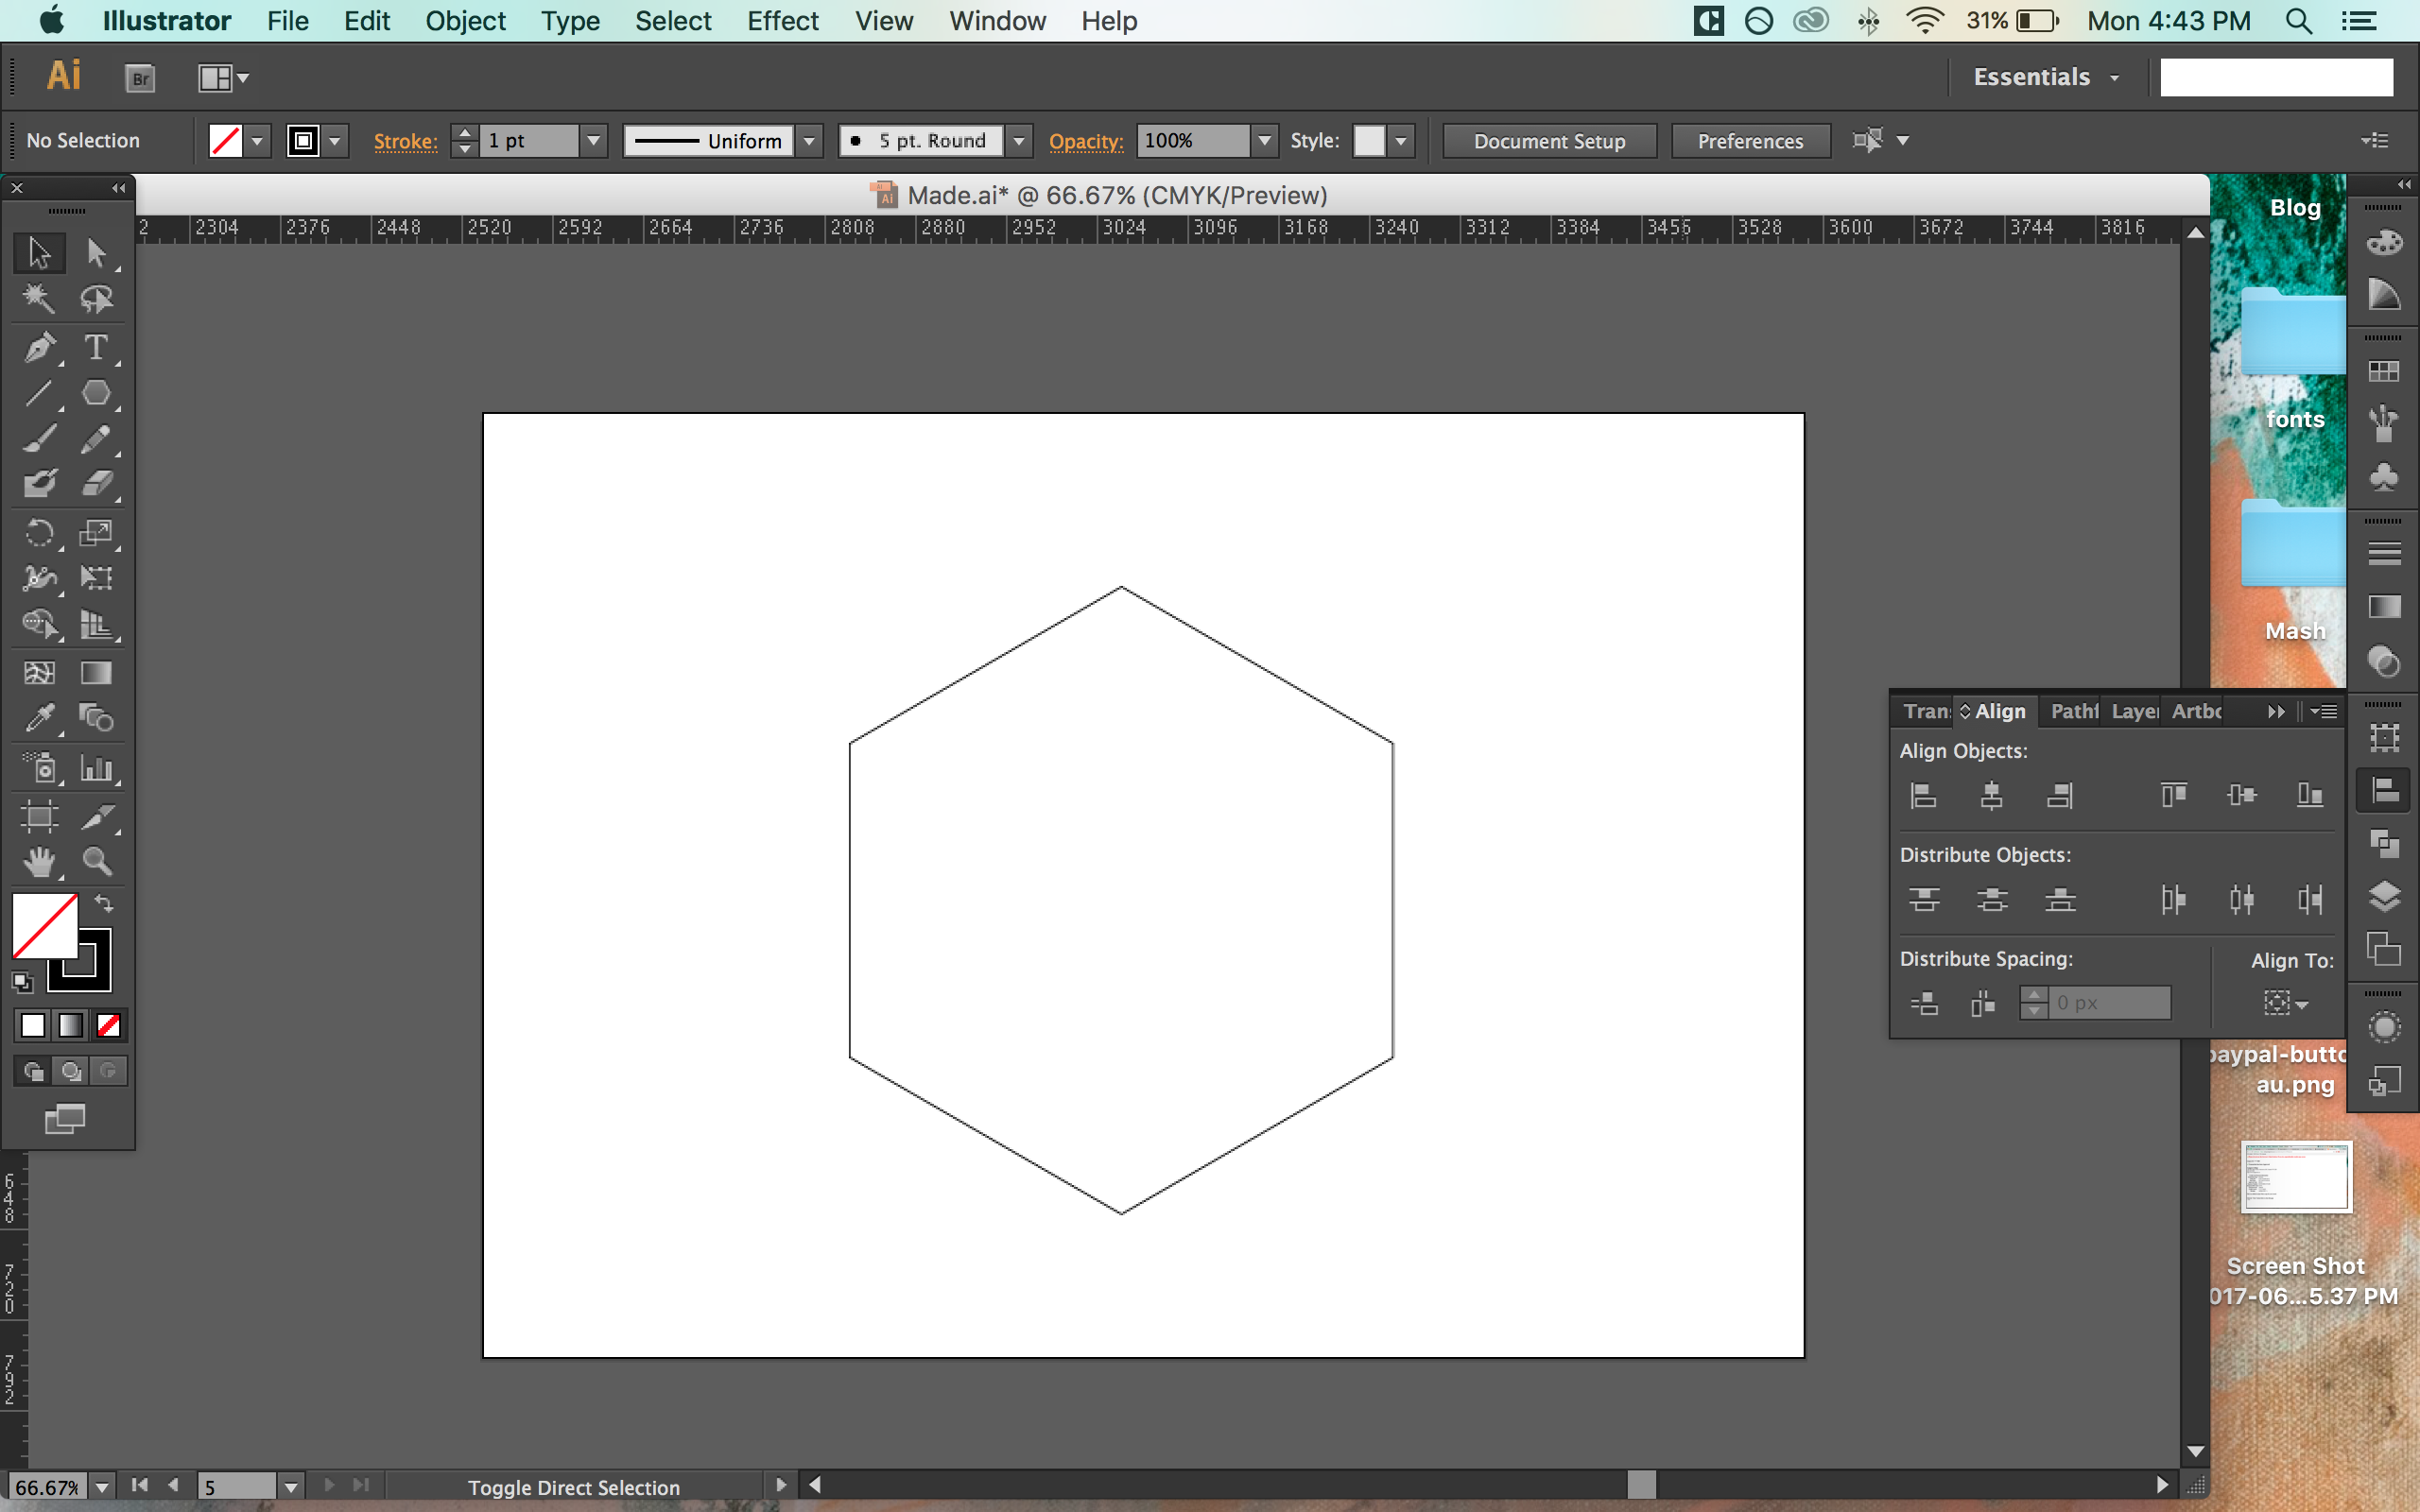 Illustrator File Edit Object Type Select Effect View Window Help 31% Mon 4:43 PM
Ai Br Essentials
No Selection Stroke: 1 pt Uniform 5 pt. Round Opacity: 100% Style: Document Setup Preferences
Made.ai* @ 66.67% (CMYK/Preview)
2 2304 2376 2448 2520 2592 2664 2736 2808 2880 2952 3024 3096 3168 3240 3312 3384 3456 3528 3600 3672 3744 3816
Blog
fonts
Mash
Tran Align Pathf Layer Artbo
Align Objects:
Distribute Objects:
Distribute Spacing: Align To:
0 px
paypal-butto
au.png
648
720
792
Screen Shot
017-06...5.37 PM
66.67% 5 Toggle Direct Selection